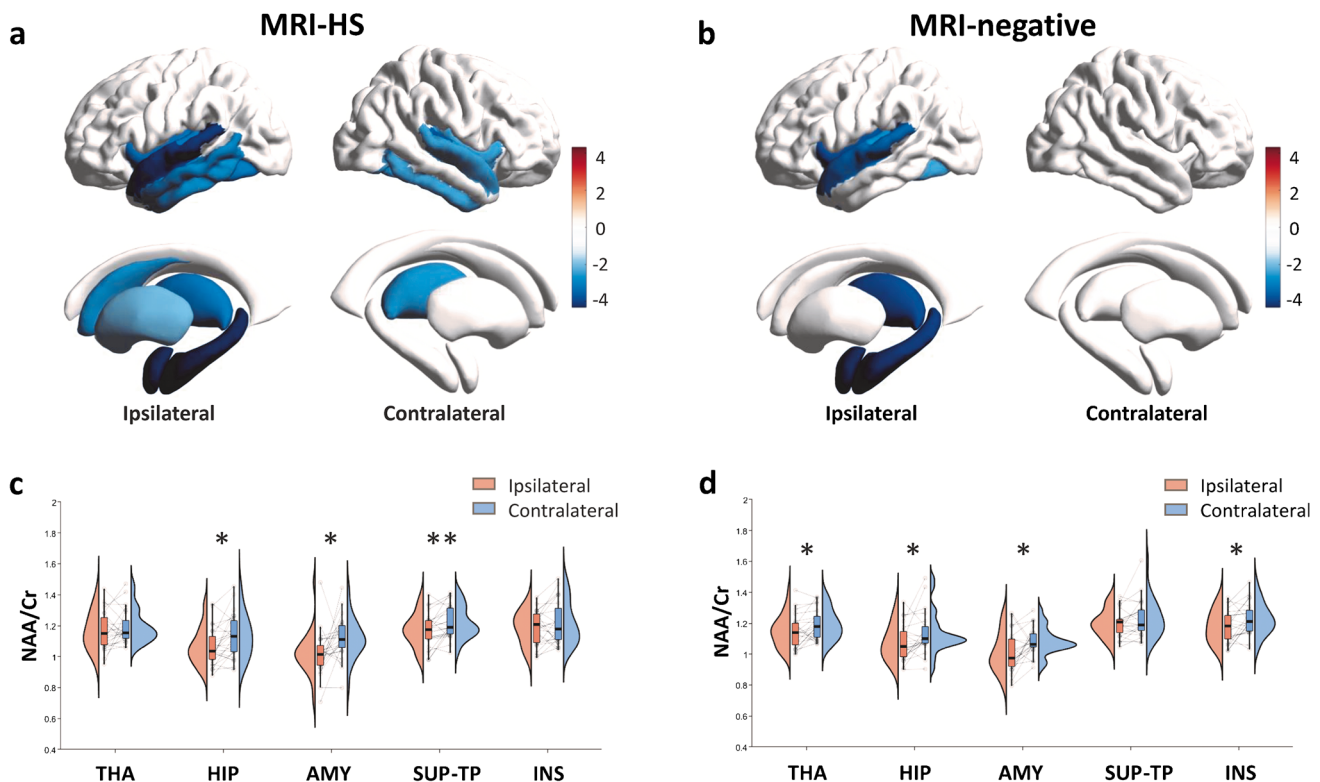 a
MRI-HS
4
2
0
-2
-4
Ipsilateral
Contralateral
b
MRI-negative
4
2
0
-2
-4
Ipsilateral
Contralateral
c
Ipsilateral
Contralateral
NAA/Cr
2
1.8
1.6
1.4
1.2
1
0.8
0.6
0.4
*
*
**
THA
HIP
AMY
SUP-TP
INS
d
Ipsilateral
Contralateral
NAA/Cr
2
1.8
1.6
1.4
1.2
1
0.8
0.6
0.4
*
*
*
*
THA
HIP
AMY
SUP-TP
INS